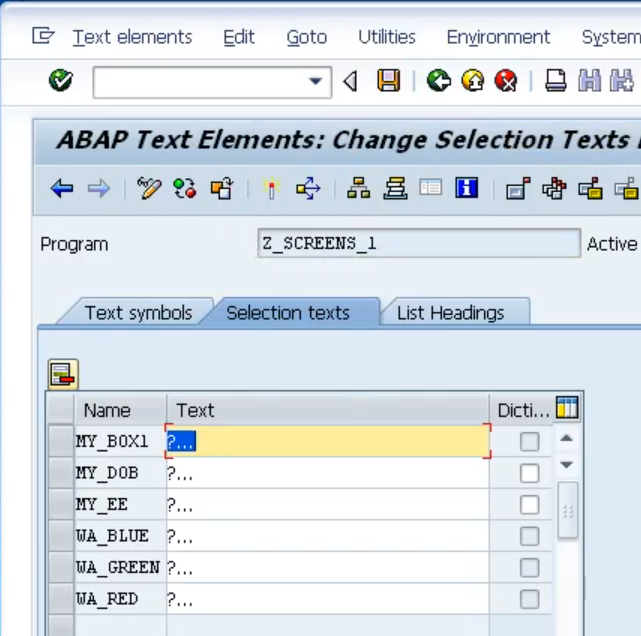 Text elements Edit Goto Utilities Environment System
ABAP Text Elements: Change Selection Texts
Program Z_SCREENS_1 Active
Text symbols Selection texts List Headings
Name Text Dicti...
MY_BOX1 ?...
MY_DOB ?...
MY_EE ?...
WA_BLUE ?...
WA_GREEN ?...
WA_RED ?...